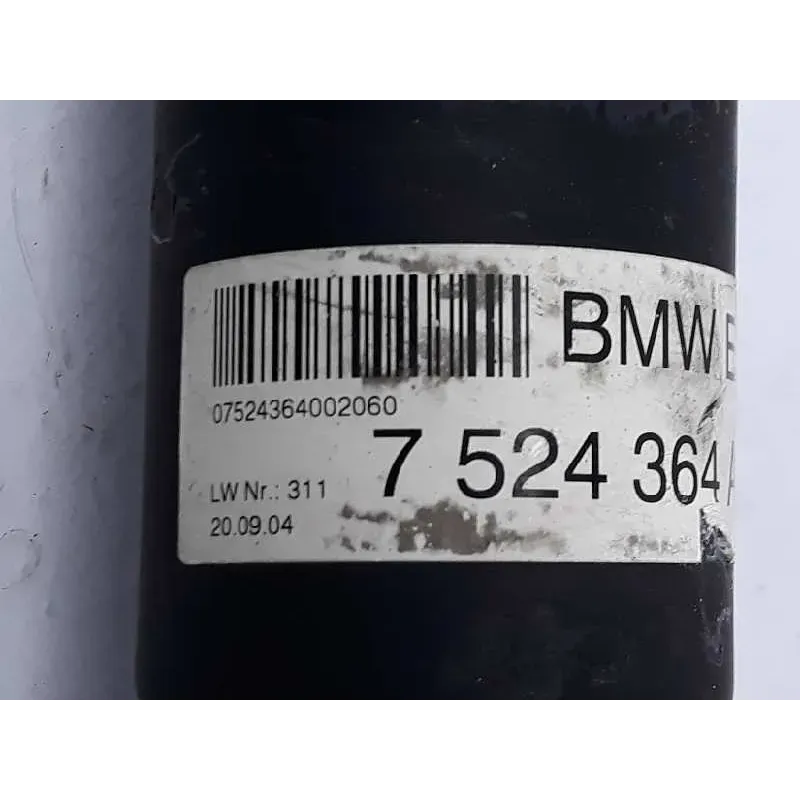 BMW E
07524364002060
7 524 364 A
LW Nr.: 311
20.09.04